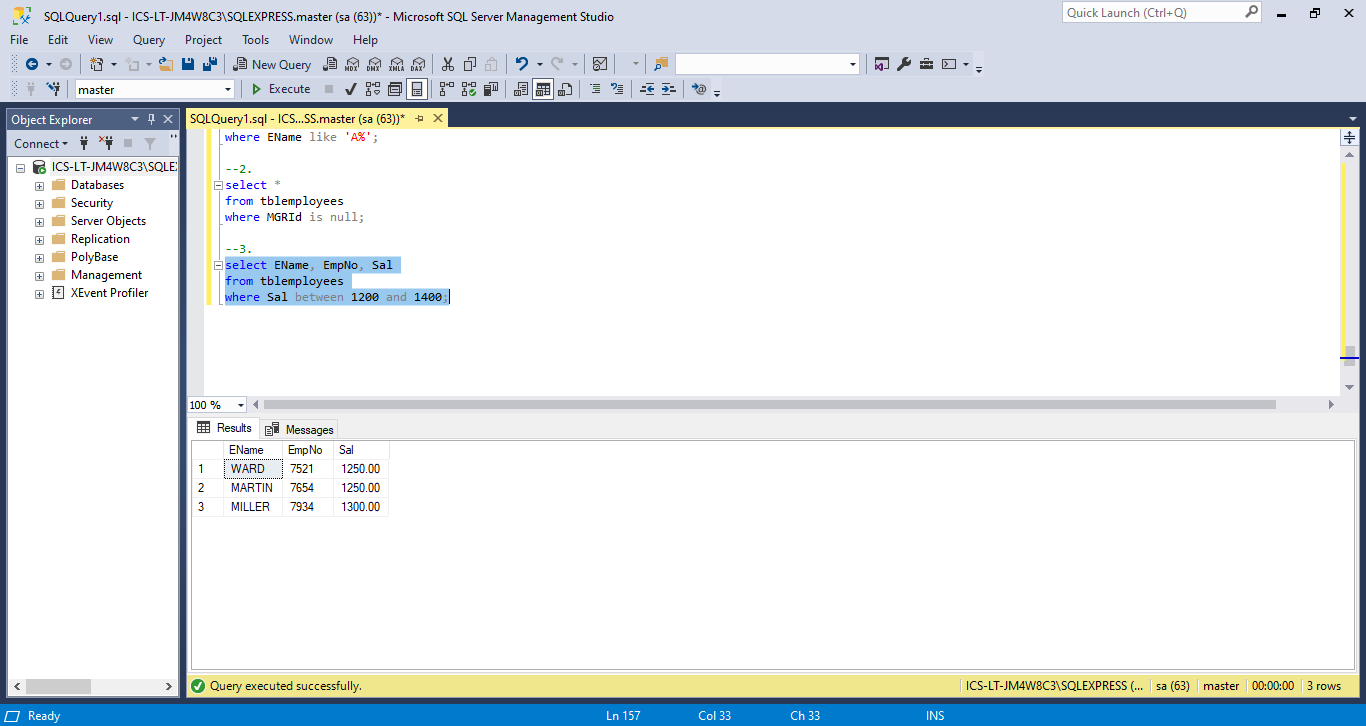 SQLQuery1.sql - ICS-LT-JM4W8C3\SQLEXPRESS.master (sa (63))* - Microsoft SQL Server Management Studio
Quick Launch (Ctrl+Q)
File Edit View Query Project Tools Window Help
New Query MDX DMX XMLA DAX
master Execute
Object Explorer
SQLQuery1.sql - ICS...SS.master (sa (63))*
Connect
ICS-LT-JM4W8C3\SQLEX
Databases
Security
Server Objects
Replication
PolyBase
Management
XEvent Profiler
where EName like 'A%';
--2.
select *
from tblemployees
where MGRId is null;
--3.
select EName, EmpNo, Sal
from tblemployees
where Sal between 1200 and 1400;
100 %
Results Messages
EName EmpNo Sal
1 WARD 7521 1250.00
2 MARTIN 7654 1250.00
3 MILLER 7934 1300.00
Query executed successfully.
ICS-LT-JM4W8C3\SQLEXPRESS (... sa (63) master 00:00:00 3 rows
Ready Ln 157 Col 33 Ch 33 INS